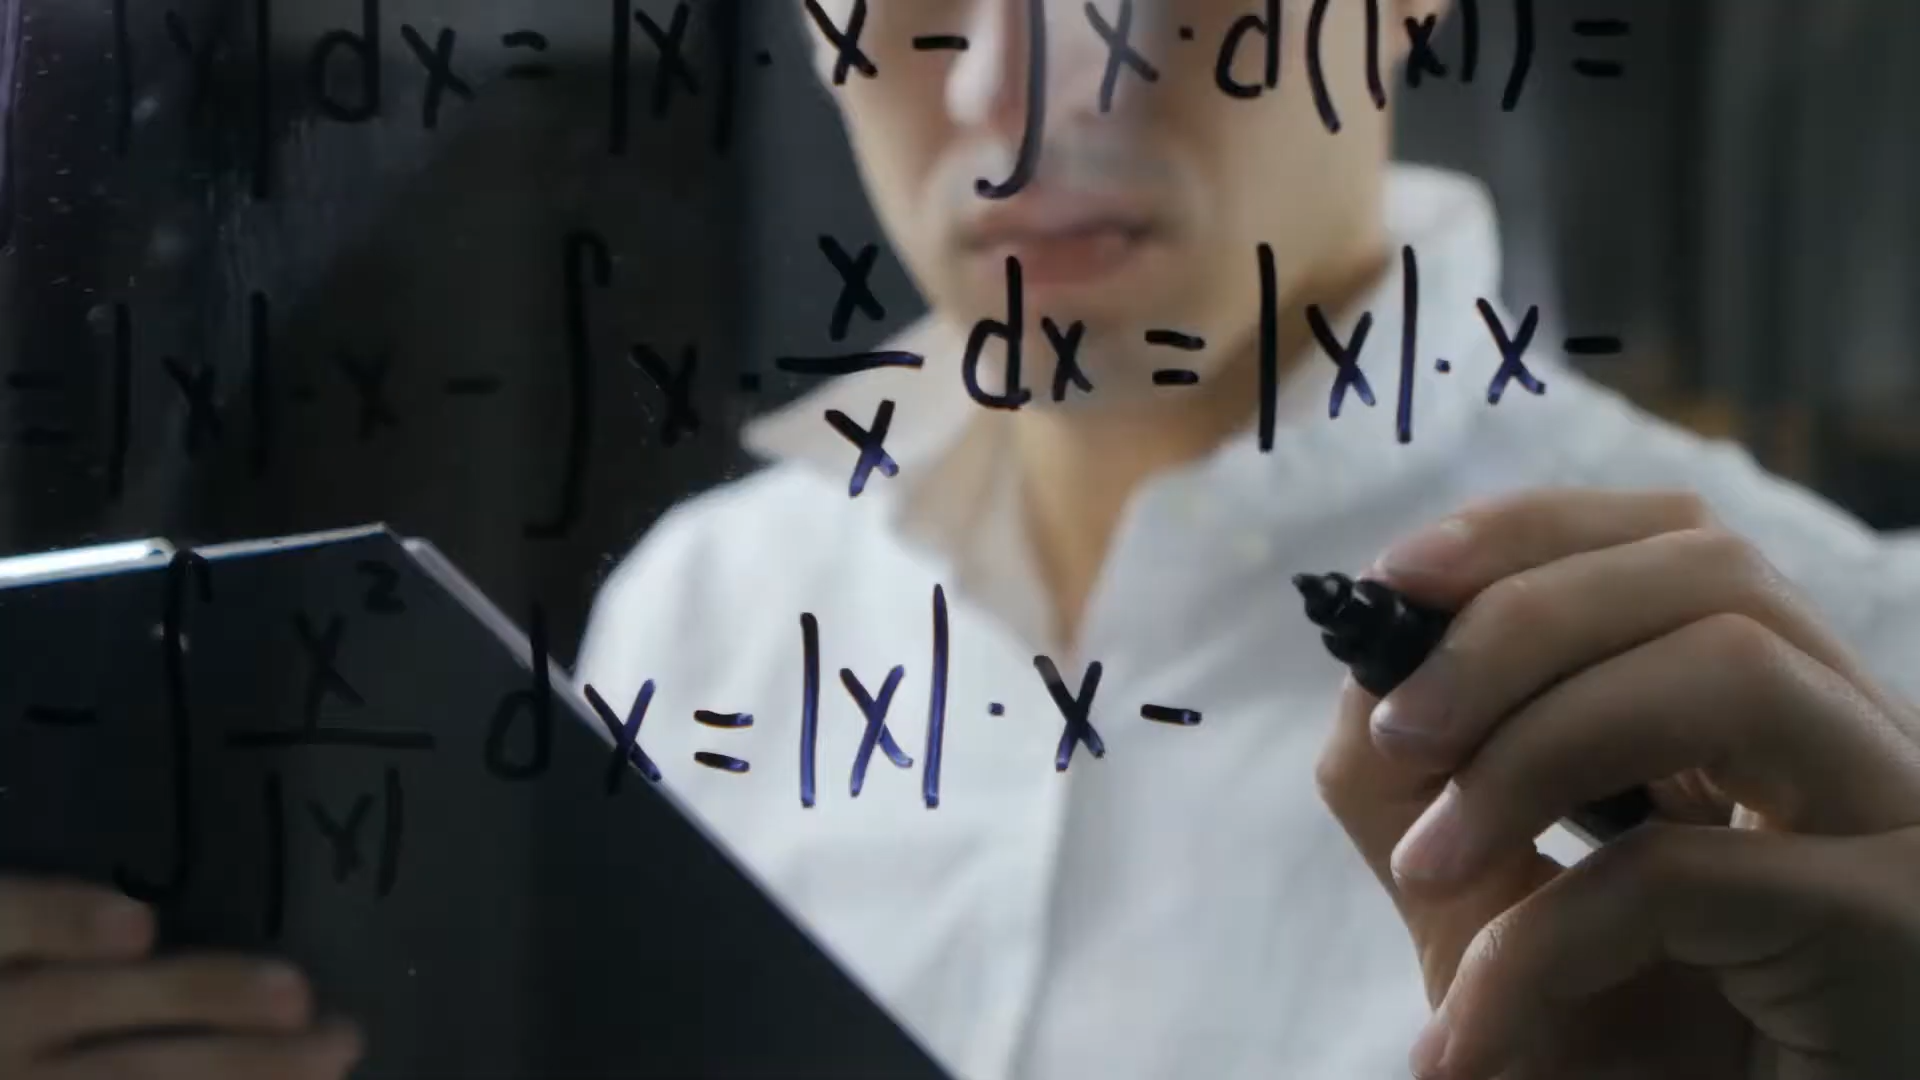 |x|dx = |x| · x - ∫ x · d(|x|) =
= |x| · x - ∫ x · x/x dx = |x| · x -
- ∫ x²/|x| dx = |x| · x -